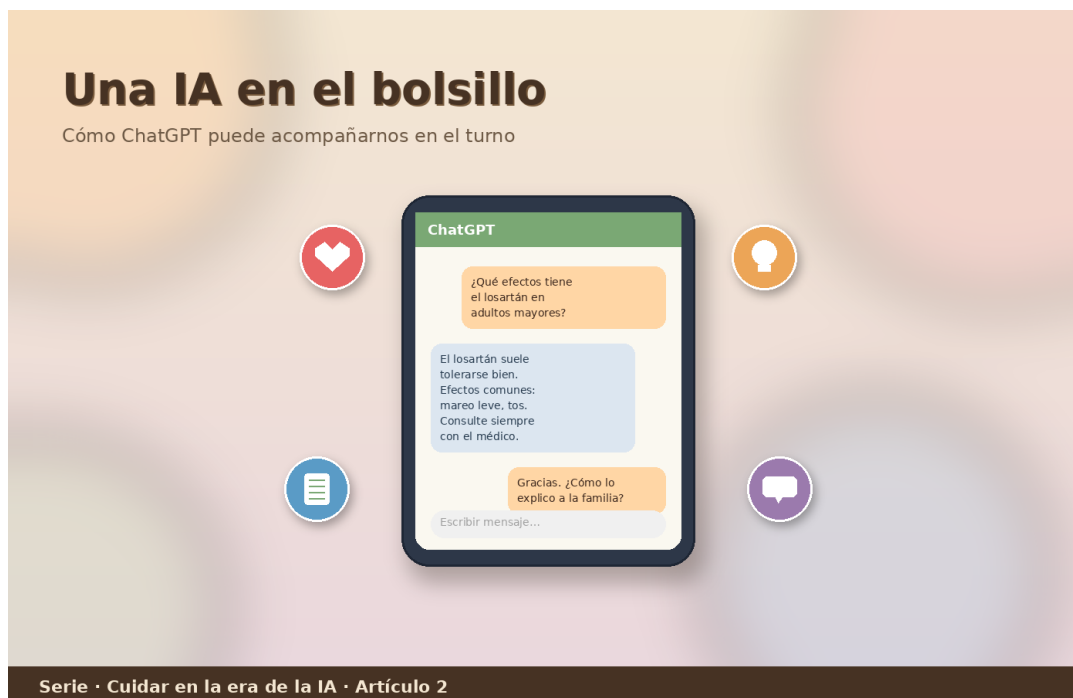 Una IA en el bolsillo
Cómo ChatGPT puede acompañarnos en el turno
ChatGPT
¿Qué efectos tiene
el losartán en
adultos mayores?
El losartán suele
tolerarse bien.
Efectos comunes:
mareo leve, tos.
Consulte siempre
con el médico.
Gracias. ¿Cómo lo
explico a la familia?
Escribir mensaje...
Serie · Cuidar en la era de la IA · Artículo 2